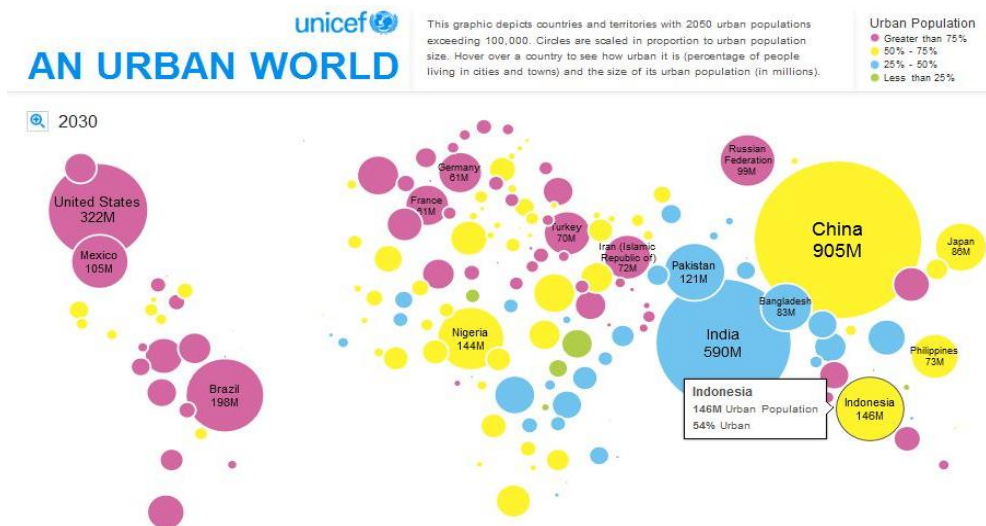 unicef
AN URBAN WORLD
This graphic depicts countries and territories with 2050 urban populations
exceeding 100,000. Circles are scaled in proportion to urban population
size. Hover over a country to see how urban it is (percentage of people
living in cities and towns) and the size of its urban population (in millions).
Urban Population
Greater than 75%
50% - 75%
25% - 50%
Less than 25%
2030
United States
322M
Mexico
105M
Brazil
198M
Germany
61M
France
61M
Turkey
70M
Iran (Islamic
Republic of)
72M
Nigeria
144M
Russian
Federation
99M
China
905M
Japan
86M
Pakistan
121M
Bangladesh
83M
India
590M
Philippines
73M
Indonesia
146M Urban Population
54% Urban
Indonesia
146M